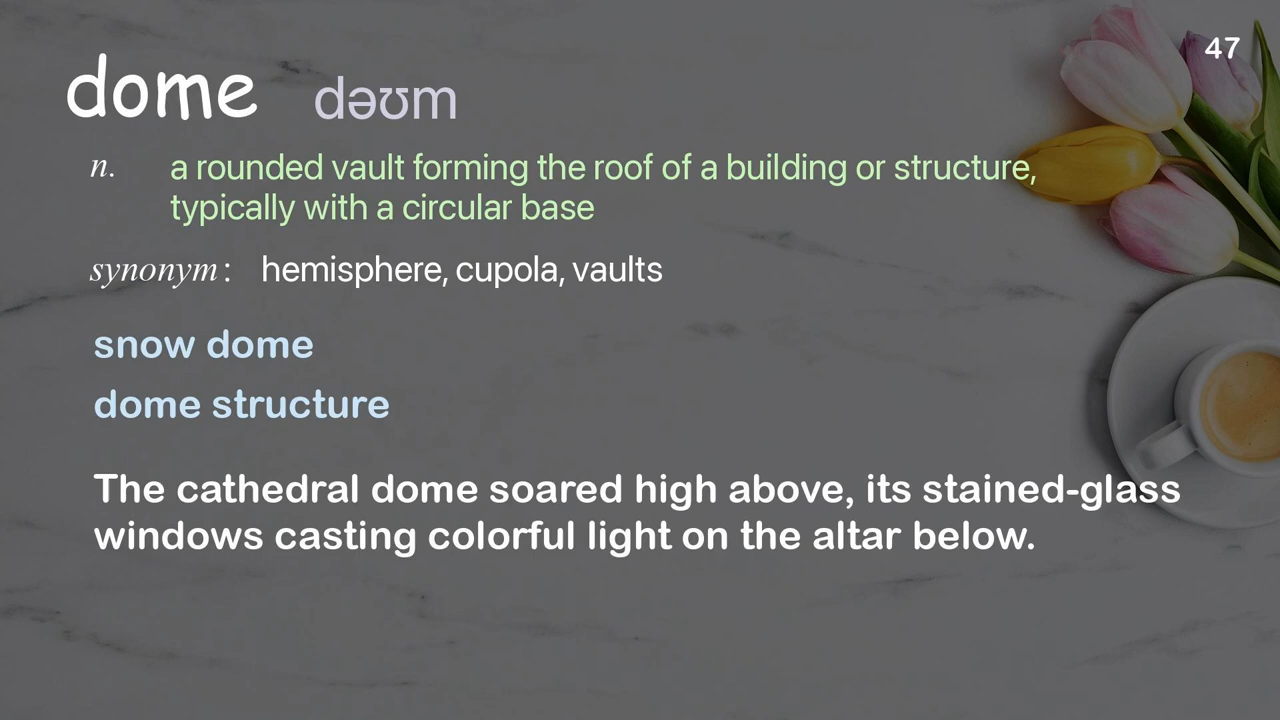 47
dome dəʊm
n. a rounded vault forming the roof of a building or structure,
typically with a circular base
synonym: hemisphere, cupola, vaults
snow dome
dome structure
The cathedral dome soared high above, its stained-glass
windows casting colorful light on the altar below.